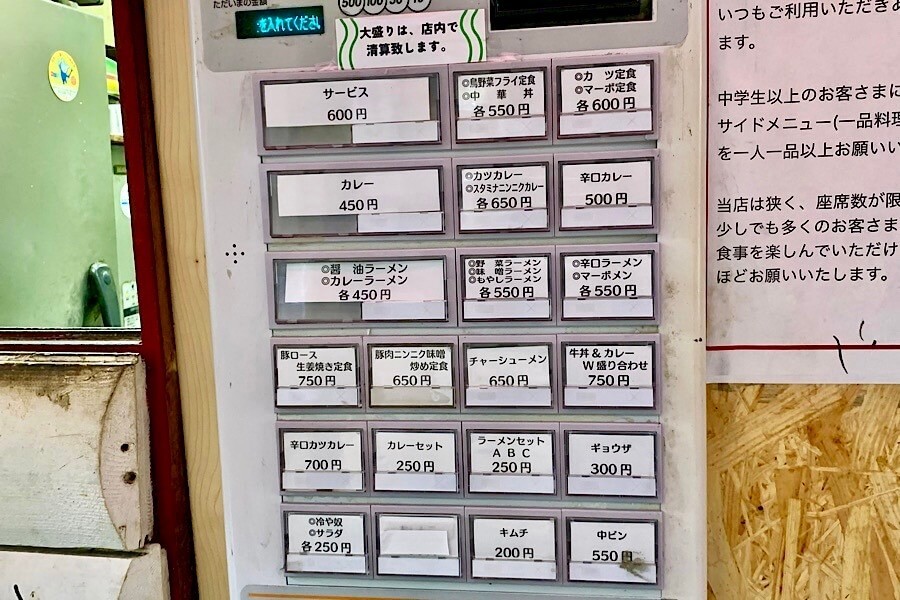 ただいまの金額
500 100 50 10
を入れてください
大盛りは、店内で
清算致します。
サービス
600円
◎鳥野菜フライ定食
◎中華丼
各550円
◎カツ定食
◎マーボ定食
各600円
カレー
450円
◎カツカレー
◎スタミナニンニクカレー
各650円
辛口カレー
500円
◎醤油ラーメン
◎カレーラーメン
各450円
◎野菜ラーメン
◎味噌ラーメン
◎もやしラーメン
各550円
◎辛口ラーメン
◎マーボメン
各550円
豚ロース
生姜焼き定食
750円
豚肉ニンニク味噌
炒め定食
650円
チャーシューメン
650円
牛丼&カレー
W盛り合わせ
750円
辛口カツカレー
700円
カレーセット
250円
ラーメンセット
ABC
250円
ギョウザ
300円
◎冷や奴
◎サラダ
各250円
キムチ
200円
中ビン
550円
いつもご利用いただきあ
ます。
中学生以上のお客さまに
サイドメニュー(一品料理
を一人一品以上お願いい
当店は狭く、座席数が限
少しでも多くのお客さま
食事を楽しんでいただけ
ほどお願いいたします。